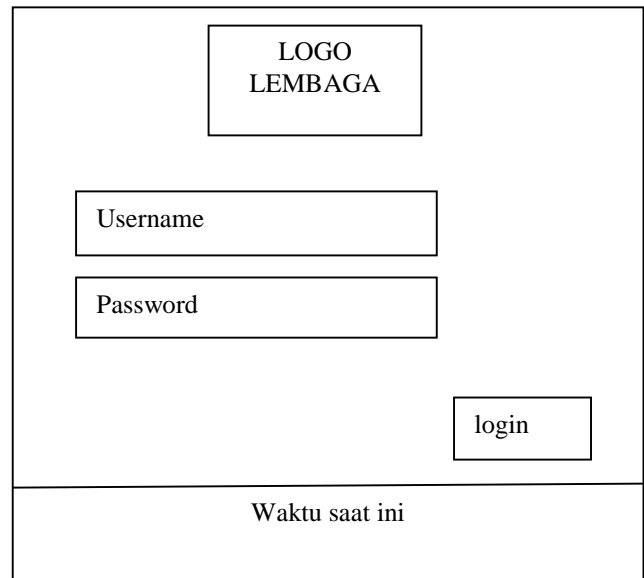 LOGO
LEMBAGA
Username
Password
login
Waktu saat ini